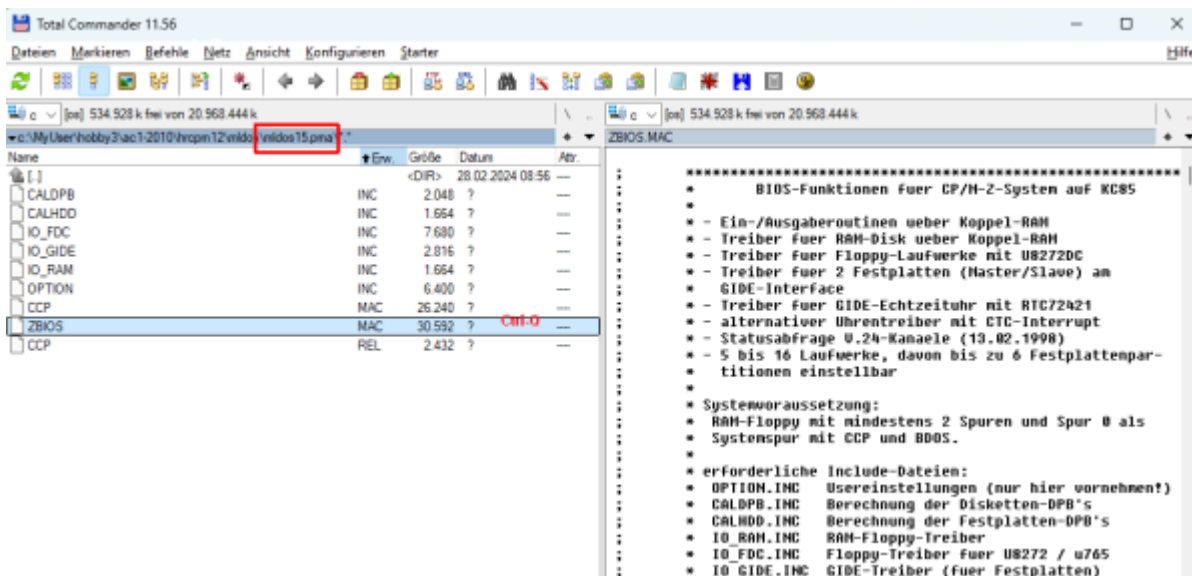 Total Commander 11.56
Dateien Markieren Befehle Netz Ansicht Konfigurieren Starter Hilfe
c [os] 534.928 k frei von 20.968.444 k \ ..
c [os] 534.928 k frei von 20.968.444 k \ ..
c:\MyUser\hobby3\ac1-2010\hrcpm12\mldos\mldos15.pma\*.*
ZBIOS.MAC
Name Erw. Größe Datum Attr.
[..] <DIR> 28.02.2024 08:56 ----
CALDPB INC 2.048 ? ----
CALHDD INC 1.664 ? ----
IO_FDC INC 7.680 ? ----
IO_GIDE INC 2.816 ? ----
IO_RAM INC 1.664 ? ----
OPTION INC 6.400 ? ----
CCP MAC 26.240 ? ----
ZBIOS MAC 30.592 ? ----
Ctrl-Q
CCP REL 2.432 ? ----
; ************************************************************
; * BIOS-Funktionen fuer CP/M-Z-System auf KC85
; *
; * - Ein-/Ausgaberoutinen ueber Koppel-RAM
; * - Treiber fuer RAM-Disk ueber Koppel-RAM
; * - Treiber fuer Floppy-Laufwerke mit U8272DC
; * - Treiber fuer 2 Festplatten (Master/Slave) am
; * GIDE-Interface
; * - Treiber fuer GIDE-Echtzeituhr mit RTC72421
; * - alternativer Uhrentreiber mit CTC-Interrupt
; * - Statusabfrage V.24-Kanaele (13.02.1998)
; * - 5 bis 16 Laufwerke, davon bis zu 6 Festplattenpar-
; * titionen einstellbar
; *
; * Systemvoraussetzung:
; * RAM-Floppy mit mindestens 2 Spuren und Spur 0 als
; * Systemspur mit CCP und BDOS.
; *
; * erforderliche Include-Dateien:
; * OPTION.INC Usereinstellungen (nur hier vornehmen!)
; * CALDPB.INC Berechnung der Disketten-DPB's
; * CALHDD.INC Berechnung der Festplatten-DPB's
; * IO_RAM.INC RAM-Floppy-Treiber
; * IO_FDC.INC Floppy-Treiber fuer U8272 / u765
; * IO_GIDE.INC GIDE-Treiber (fuer Festplatten)